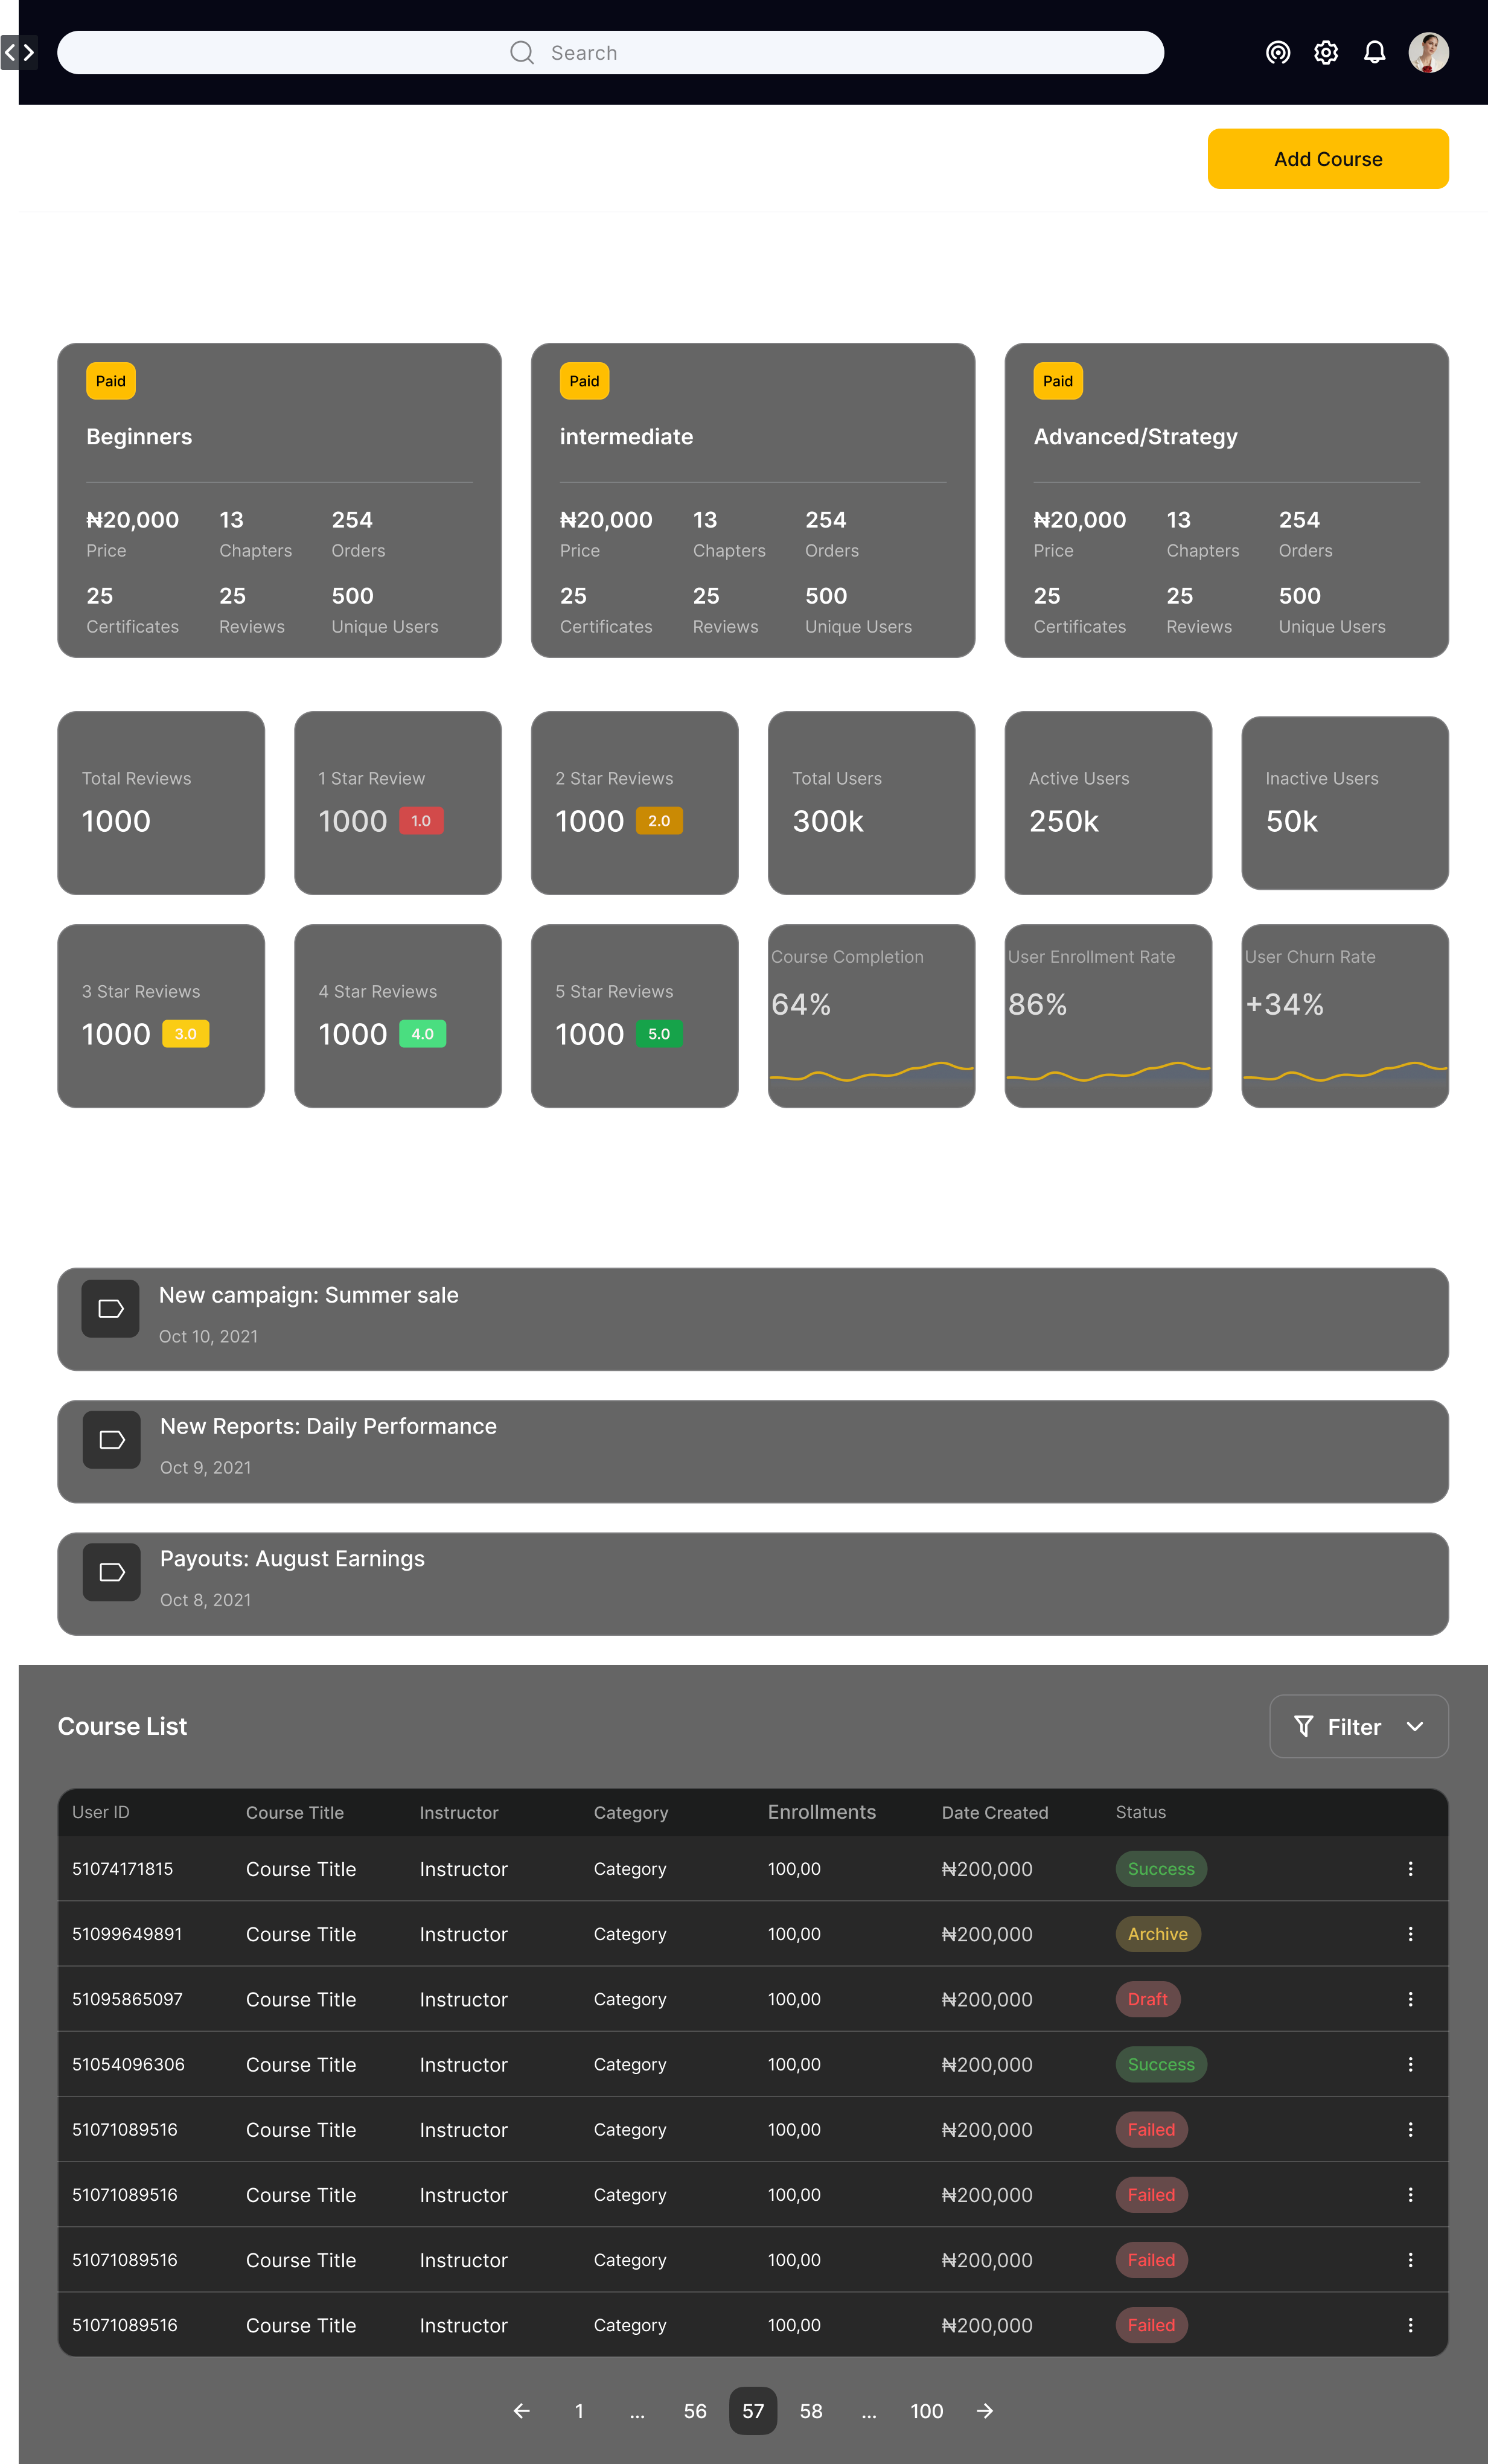 Search
Add Course
Paid
Beginners
₦20,000 13 254
Price Chapters Orders
25 25 500
Certificates Reviews Unique Users
Paid
intermediate
₦20,000 13 254
Price Chapters Orders
25 25 500
Certificates Reviews Unique Users
Paid
Advanced/Strategy
₦20,000 13 254
Price Chapters Orders
25 25 500
Certificates Reviews Unique Users
Total Reviews
1000
1 Star Review
1000 1.0
2 Star Reviews
1000 2.0
Total Users
300k
Active Users
250k
Inactive Users
50k
3 Star Reviews
1000 3.0
4 Star Reviews
1000 4.0
5 Star Reviews
1000 5.0
Course Completion
64%
User Enrollment Rate
86%
User Churn Rate
+34%
New campaign: Summer sale
Oct 10, 2021
New Reports: Daily Performance
Oct 9, 2021
Payouts: August Earnings
Oct 8, 2021
Course List Filter
User ID Course Title Instructor Category Enrollments Date Created Status
51074171815 Course Title Instructor Category 100,00 ₦200,000 Success
51099649891 Course Title Instructor Category 100,00 ₦200,000 Archive
51095865097 Course Title Instructor Category 100,00 ₦200,000 Draft
51054096306 Course Title Instructor Category 100,00 ₦200,000 Success
51071089516 Course Title Instructor Category 100,00 ₦200,000 Failed
51071089516 Course Title Instructor Category 100,00 ₦200,000 Failed
51071089516 Course Title Instructor Category 100,00 ₦200,000 Failed
51071089516 Course Title Instructor Category 100,00 ₦200,000 Failed
1 ... 56 57 58 ... 100